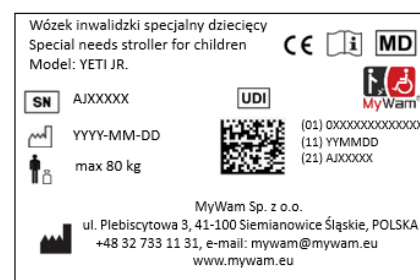 Wózek inwalidzki specjalny dziecięcy
Special needs stroller for children
Model: YETI JR.
CE i MD
SN AJXXXXX
UDI
MyWam
YYYY-MM-DD
max 80 kg
(01) 0XXXXXXXXXXXXX
(11) YYMMDD
(21) AJXXXXX
MyWam Sp. z o.o.
ul. Plebiscytowa 3, 41-100 Siemianowice Śląskie, POLSKA
+48 32 733 11 31, e-mail: mywam@mywam.eu
www.mywam.eu